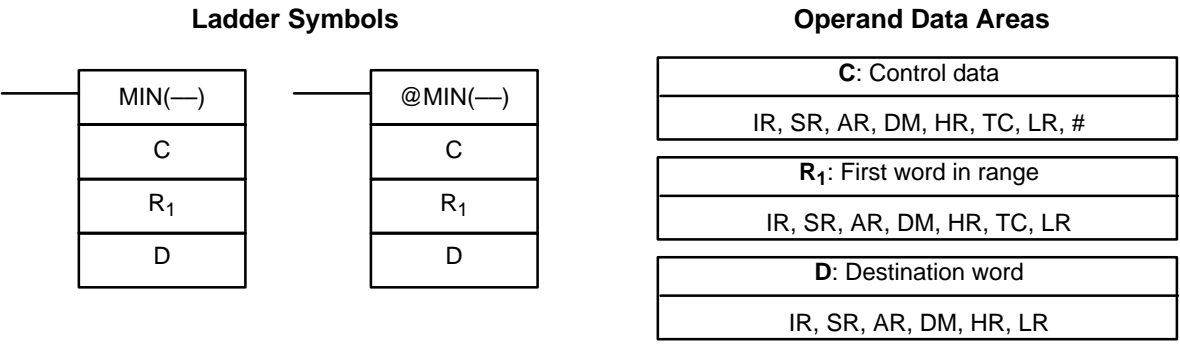 Ladder Symbols
MIN(—)
C
R1
D
@MIN(—)
C
R1
D
Operand Data Areas
C: Control data
IR, SR, AR, DM, HR, TC, LR, #
R1: First word in range
IR, SR, AR, DM, HR, TC, LR
D: Destination word
IR, SR, AR, DM, HR, LR